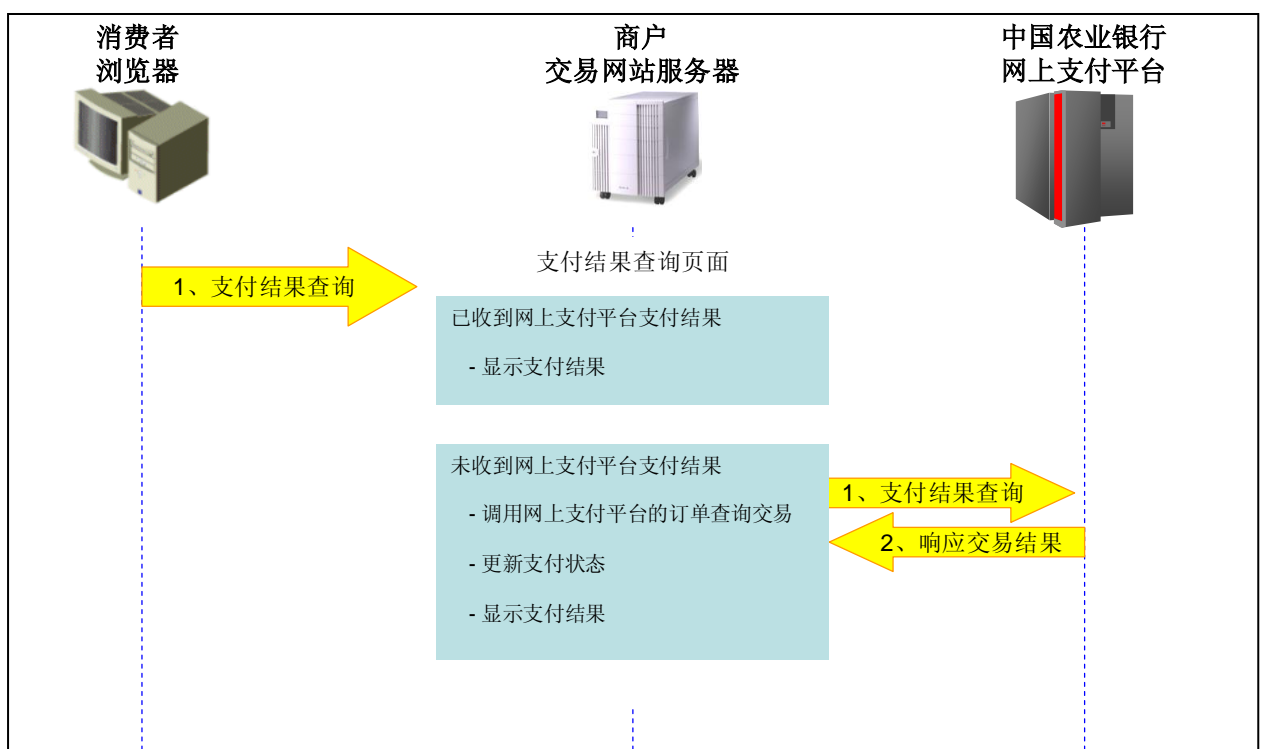 消费者
浏览器
商户
交易网站服务器
中国农业银行
网上支付平台
支付结果查询页面
1、支付结果查询
已收到网上支付平台支付结果
- 显示支付结果
未收到网上支付平台支付结果
- 调用网上支付平台的订单查询交易
- 更新支付状态
- 显示支付结果
1、支付结果查询
2、响应交易结果